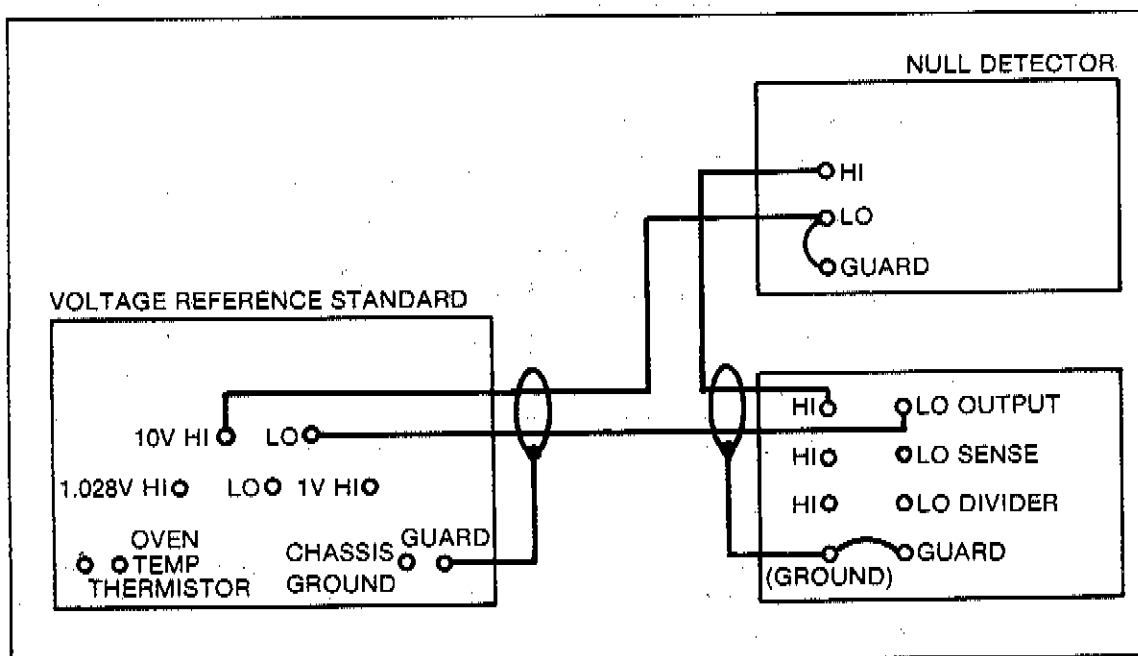 NULL DETECTOR
HI
LO
GUARD
VOLTAGE REFERENCE STANDARD
10V HI LO
1.028V HI LO 1V HI
OVEN
TEMP
THERMISTOR
CHASSIS
GROUND
GUARD
HI LO OUTPUT
HI LO SENSE
HI LO DIVIDER
(GROUND) GUARD